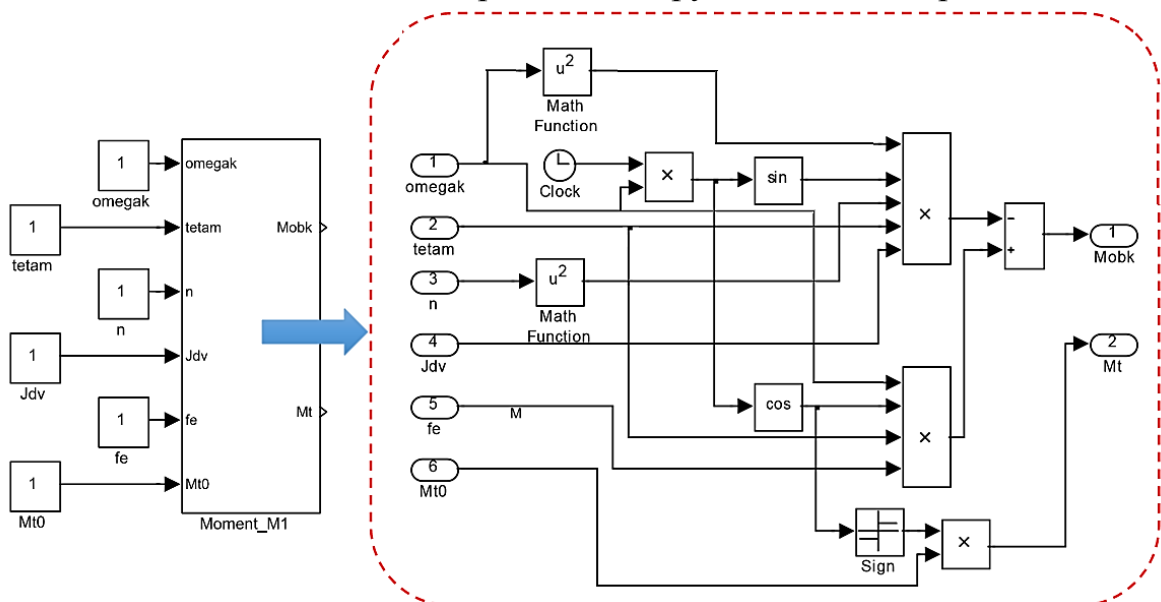 1
omegak
1
tetam
1
n
1
Jdv
1
fe
1
Mt0
omegak
tetam
n
Jdv
fe
Mt0
Mobk
Mt
Moment_M1
1
omegak
2
tetam
3
n
4
Jdv
5
fe
6
Mt0
u²
Math
Function
Clock
×
sin
u²
Math
Function
M
cos
×
×
Sign
×
−
+
1
Mobk
2
Mt